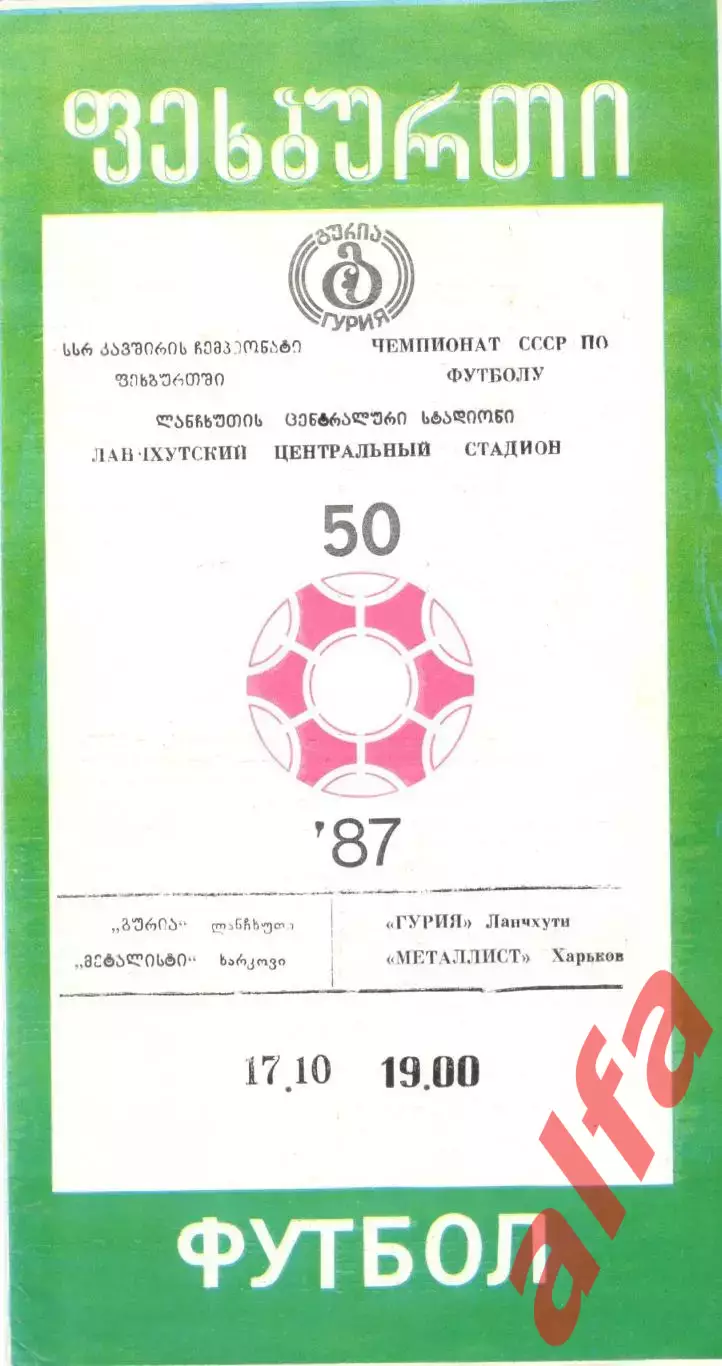 ფეხბურთი
გურია
ГУРИЯ
სსრ კავშირის ჩემპიონატი
ფეხბურთში
ЧЕМПИОНАТ СССР ПО
ФУТБОЛУ
ლანჩხუთის ცენტრალური სტადიონი
ЛАНЧХУТСКИЙ ЦЕНТРАЛЬНЫЙ СТАДИОН
50
'87
„გურია“ ლანჩხუთი
„მეტალისტი“ ხარკოვი
«ГУРИЯ» Ланчхути
«МЕТАЛЛИСТ» Харьков
17.10 19.00
ФУТБОЛ
alfa